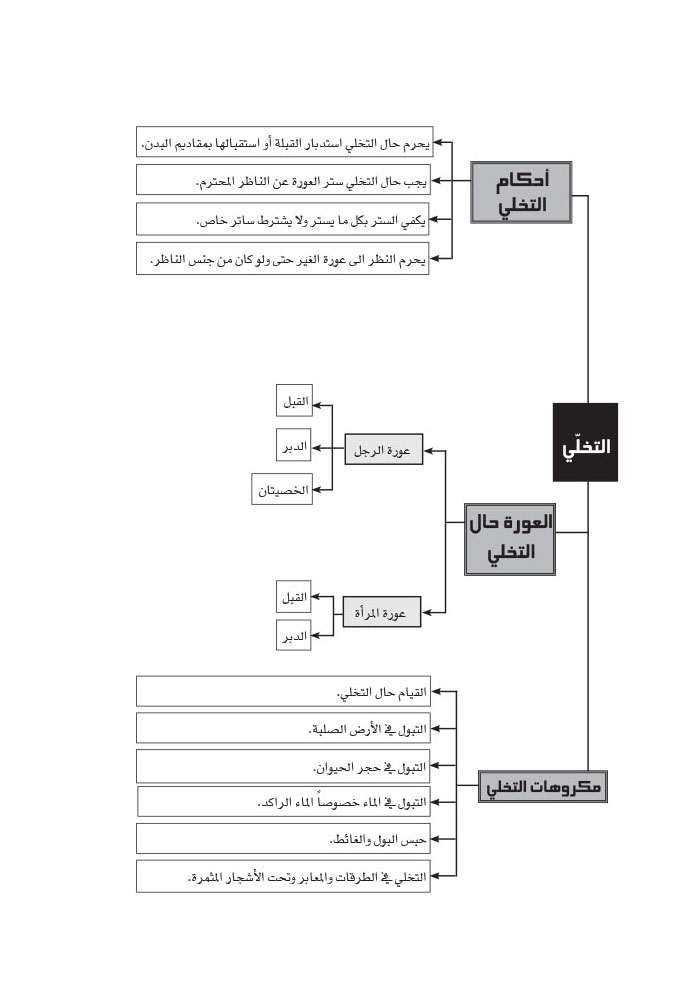 التخلّي
أحكام
التخلي
يحرم حال التخلي استدبار القبلة أو استقبالها بمقاديم البدن.
يجب حال التخلي ستر العورة عن الناظر المحترم.
يكفي الستر بكل ما يستر ولا يشترط ساتر خاص.
يحرم النظر الى عورة الغير حتى ولو كان من جنس الناظر.
العورة حال
التخلي
عورة الرجل
القبل
الدبر
الخصيتان
عورة المرأة
القبل
الدبر
مكروهات التخلي
القيام حال التخلي.
التبول في الأرض الصلبة.
التبول في حجر الحيوان.
التبول في الماء خصوصاً الماء الراكد.
حبس البول والغائط.
التخلي في الطرقات والمعابر وتحت الأشجار المثمرة.